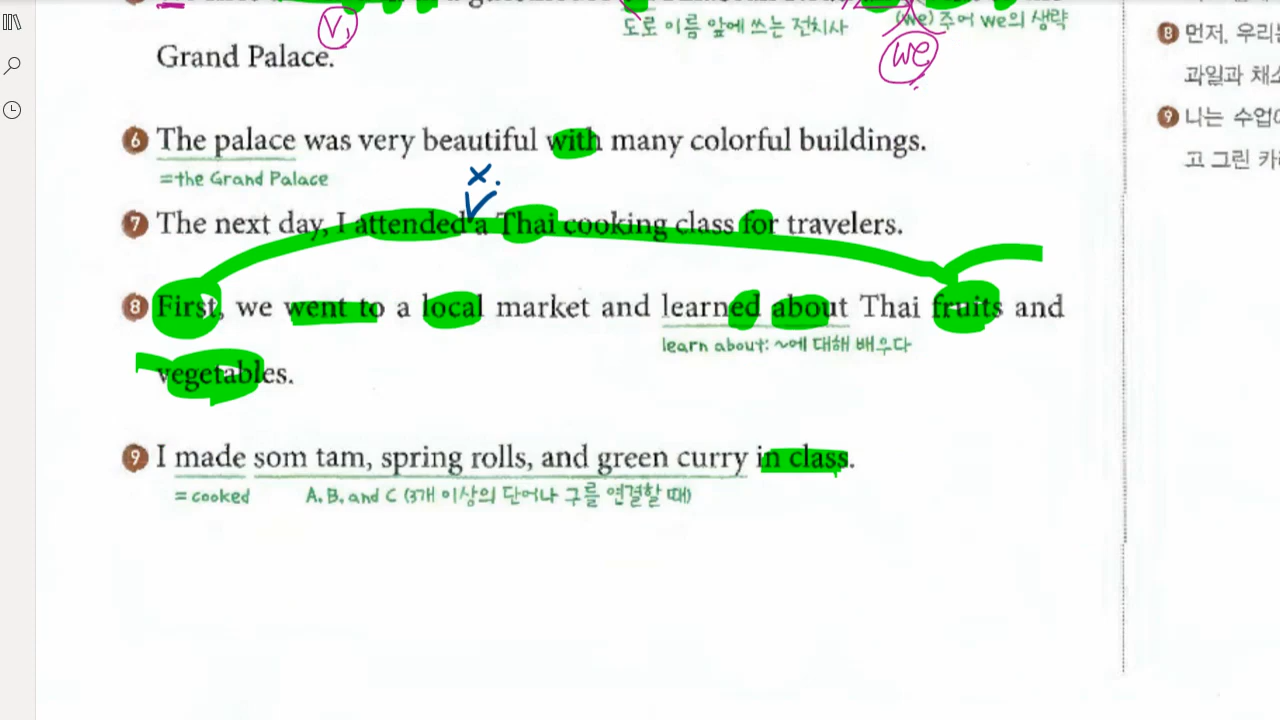 도로 이름 앞에 쓰는 전치사
(we) 주어 we의 생략
V₁
we
Grand Palace.
6 The palace was very beautiful with many colorful buildings.
=the Grand Palace
x.
7 The next day, I attended a Thai cooking class for travelers.
8 First, we went to a local market and learned about Thai fruits and
learn about: ~에 대해 배우다
vegetables.
9 I made som tam, spring rolls, and green curry in class.
= cooked A, B, and C (3개 이상의 단어나 구를 연결할 때)
8 먼저, 우리는
과일과 채소
9 나는 수업에
고 그린 카